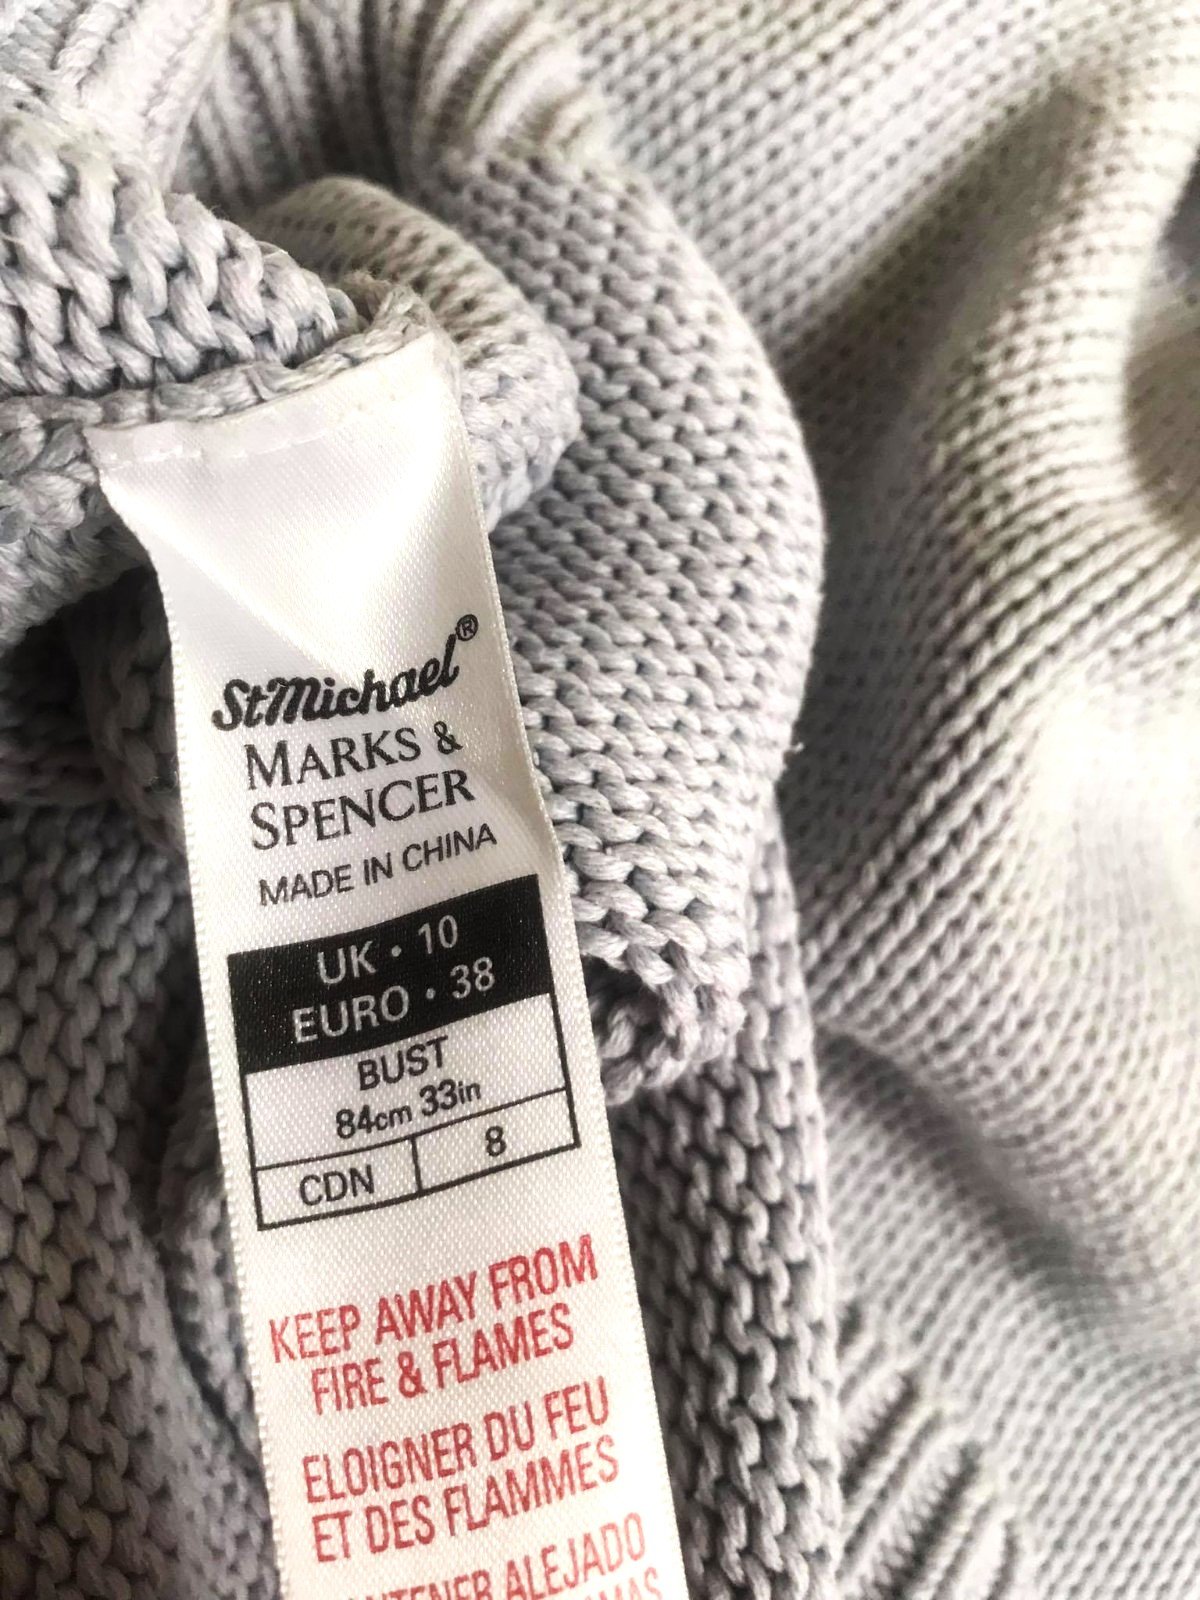 StMichael®
MARKS &
SPENCER
MADE IN CHINA
UK • 10
EURO • 38
BUST
84cm 33in
CDN 8
KEEP AWAY FROM
FIRE & FLAMES
ELOIGNER DU FEU
ET DES FLAMMES
ALEJADO